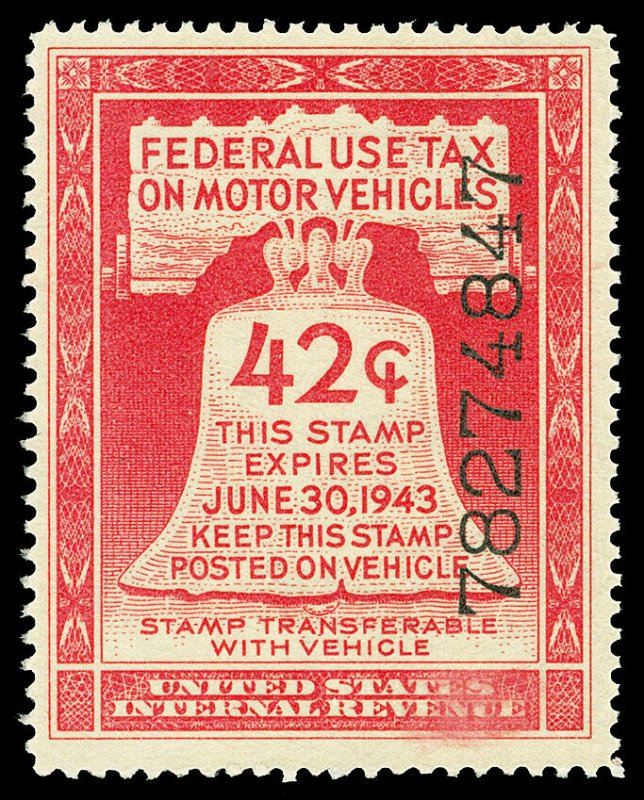 FEDERAL USE TAX
ON MOTOR VEHICLES
42¢
THIS STAMP
EXPIRES
JUNE 30, 1943
KEEP THIS STAMP
POSTED ON VEHICLE
STAMP TRANSFERABLE
WITH VEHICLE
UNITED STATES
INTERNAL REVENUE
78274847